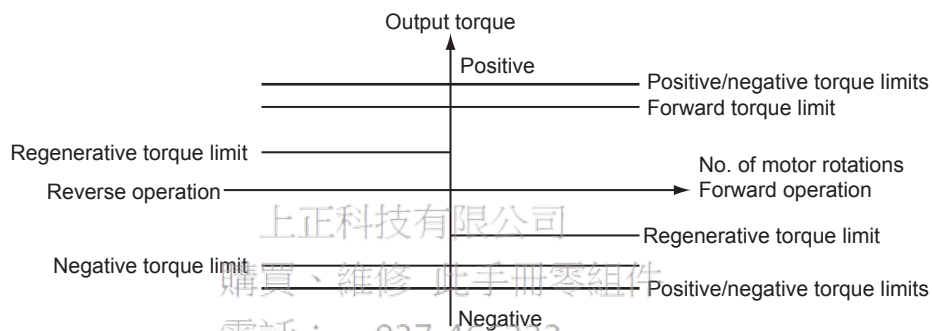 Output torque
Positive
Positive/negative torque limits
Forward torque limit
Regenerative torque limit
No. of motor rotations
Reverse operation
Forward operation
上正科技有限公司
Regenerative torque limit
Negative torque limit
購買、維修 此手冊零組件
Positive/negative torque limits
Negative